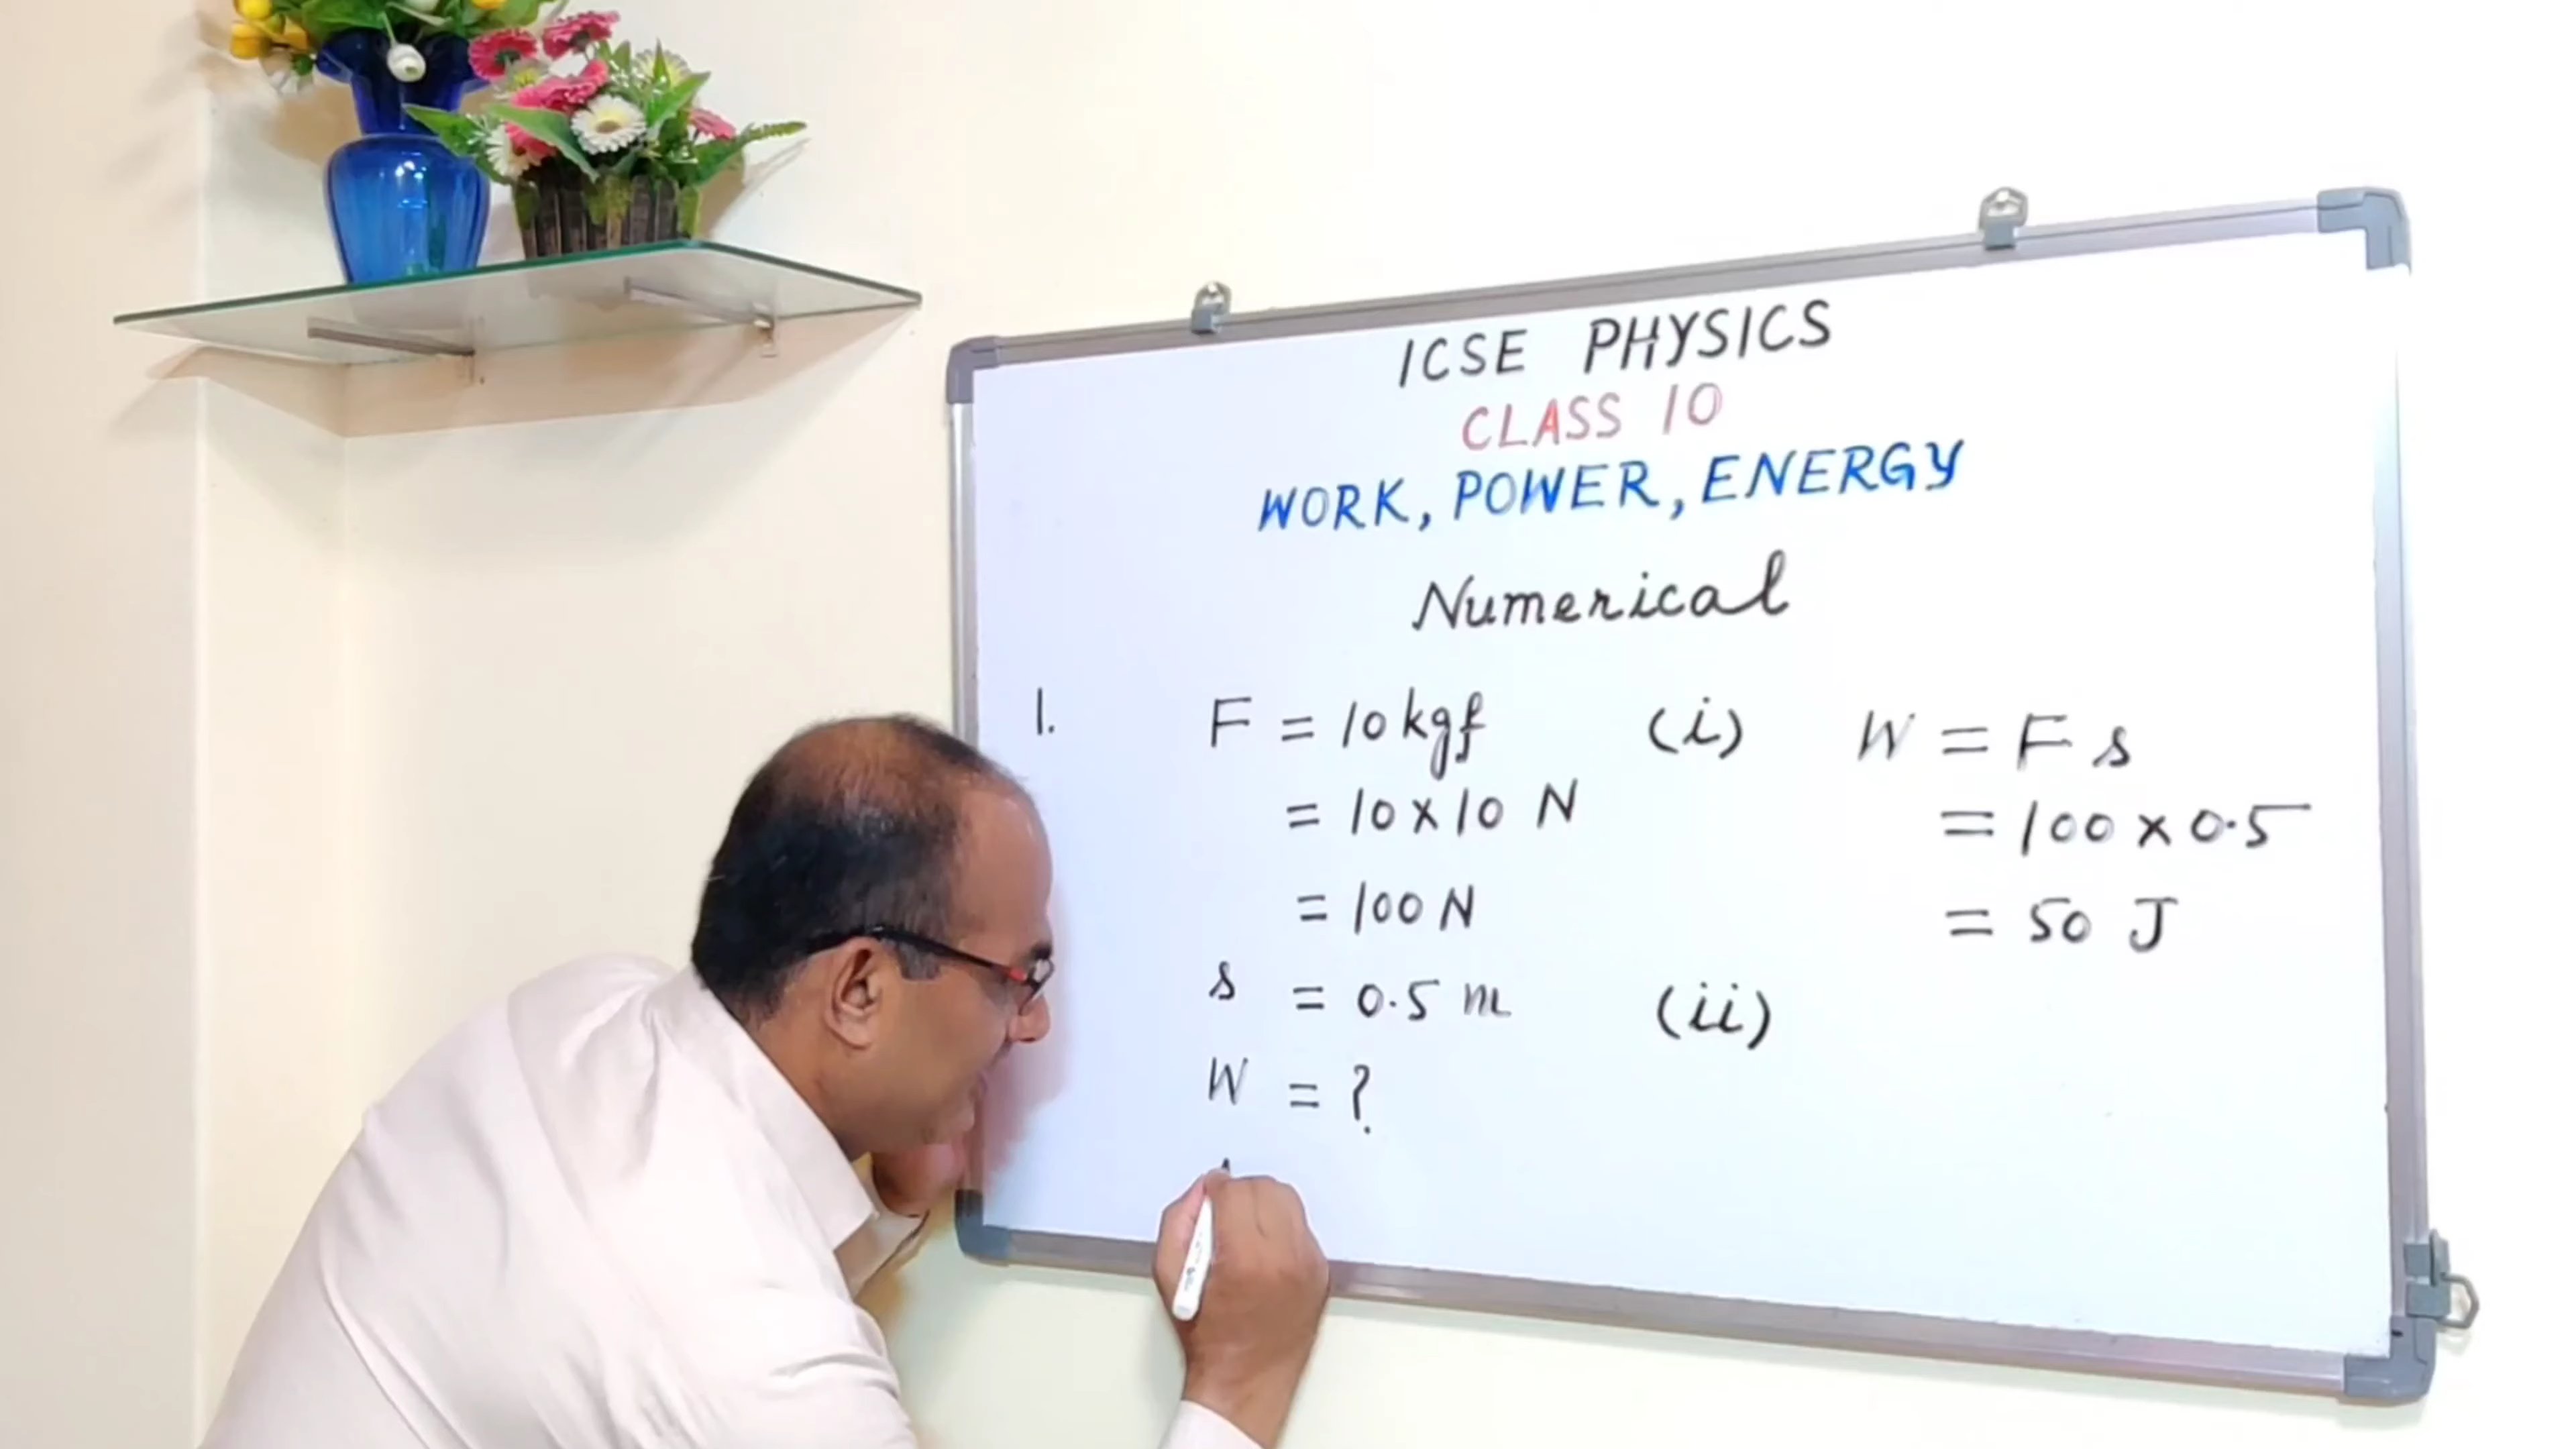 ICSE PHYSICS
CLASS 10
WORK, POWER, ENERGY
Numerical
1. F = 10 kgf
= 10 x 10 N
= 100 N
s = 0.5 m
W = ?
(i) W = F s
= 100 x 0.5
= 50 J
(ii)